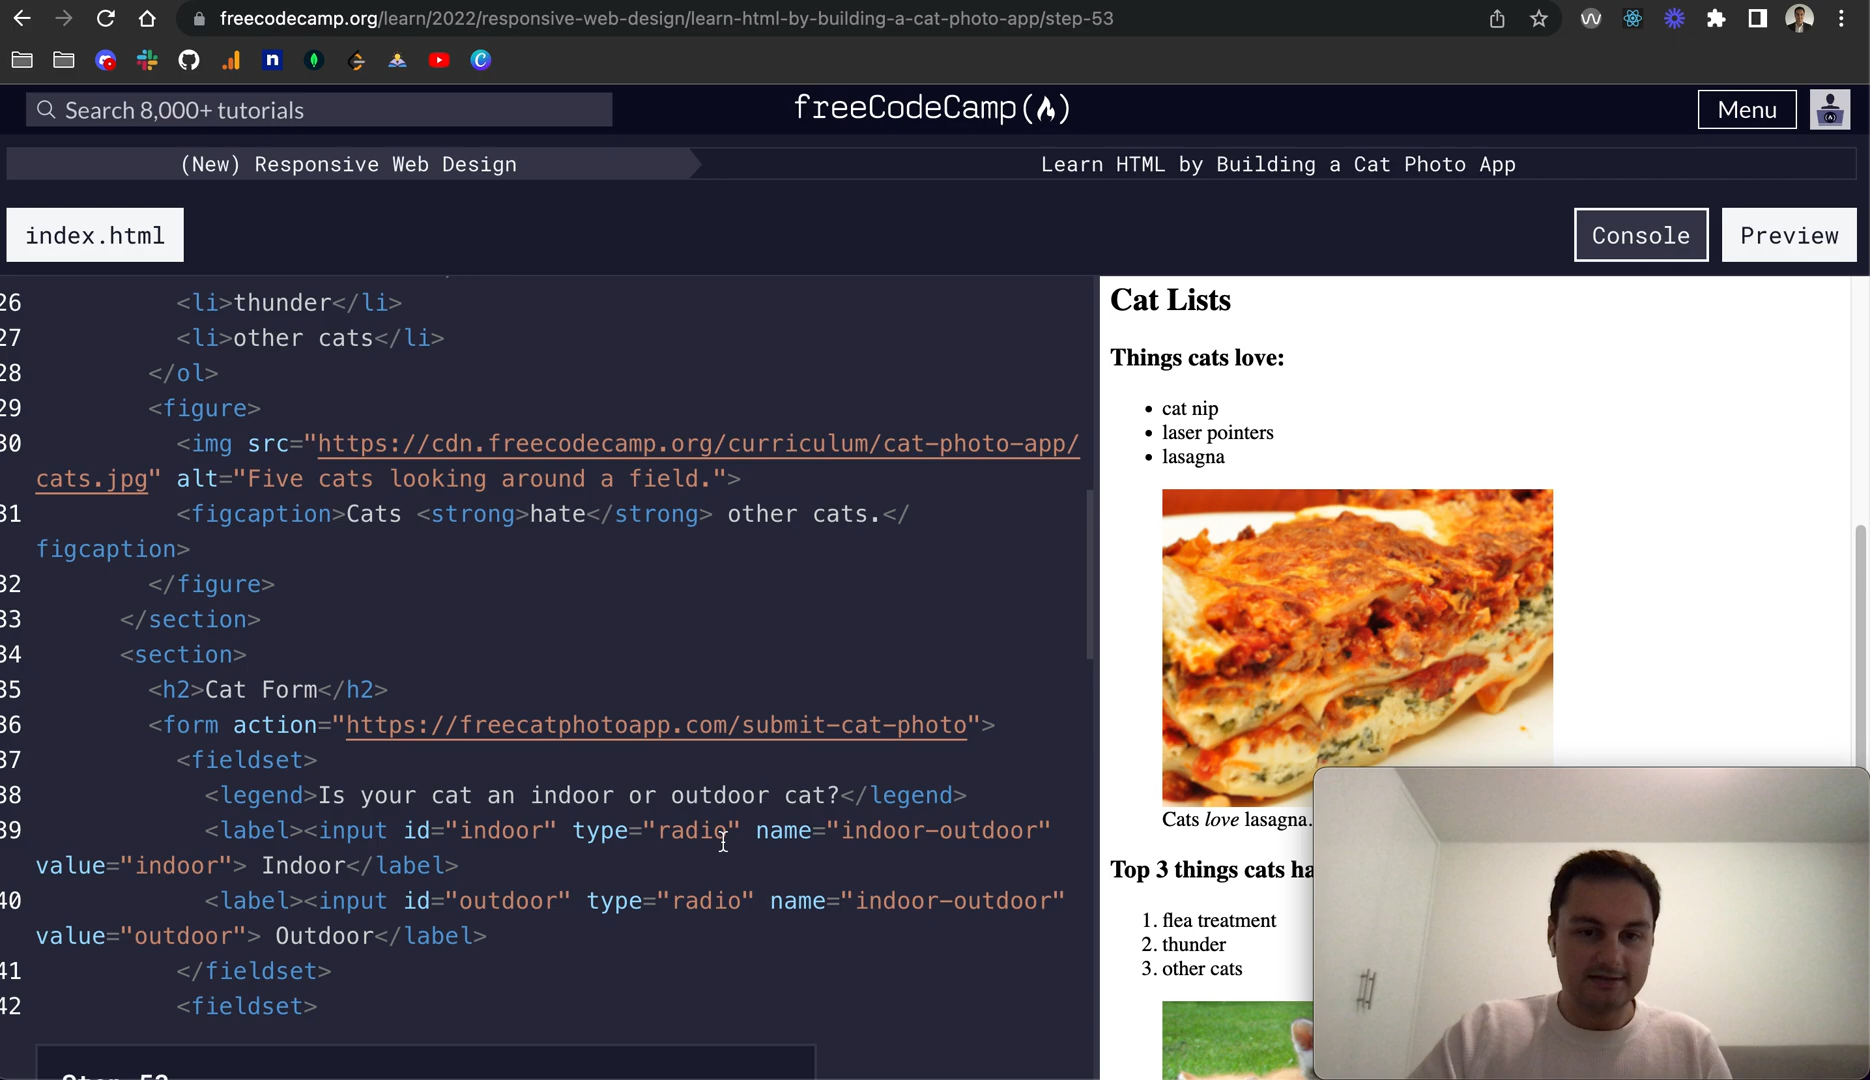 freecodecamp.org/learn/2022/responsive-web-design/learn-html-by-building-a-cat-photo-app/step-53
Search 8,000+ tutorials
freeCodeCamp(🔥)
Menu
(New) Responsive Web Design
Learn HTML by Building a Cat Photo App
index.html
Console
Preview
26 <li>thunder</li>
27 <li>other cats</li>
28 </ol>
29 <figure>
30 <img src="https://cdn.freecodecamp.org/curriculum/cat-photo-app/
cats.jpg" alt="Five cats looking around a field.">
31 <figcaption>Cats <strong>hate</strong> other cats.</
figcaption>
32 </figure>
33 </section>
34 <section>
35 <h2>Cat Form</h2>
36 <form action="https://freecatphotoapp.com/submit-cat-photo">
37 <fieldset>
38 <legend>Is your cat an indoor or outdoor cat?</legend>
39 <label><input id="indoor" type="radio" name="indoor-outdoor"
value="indoor"> Indoor</label>
40 <label><input id="outdoor" type="radio" name="indoor-outdoor"
value="outdoor"> Outdoor</label>
41 </fieldset>
42 <fieldset>
Step 53
Cat Lists
Things cats love:
• cat nip
• laser pointers
• lasagna
Cats love lasagna.
Top 3 things cats ha
1. flea treatment
2. thunder
3. other cats